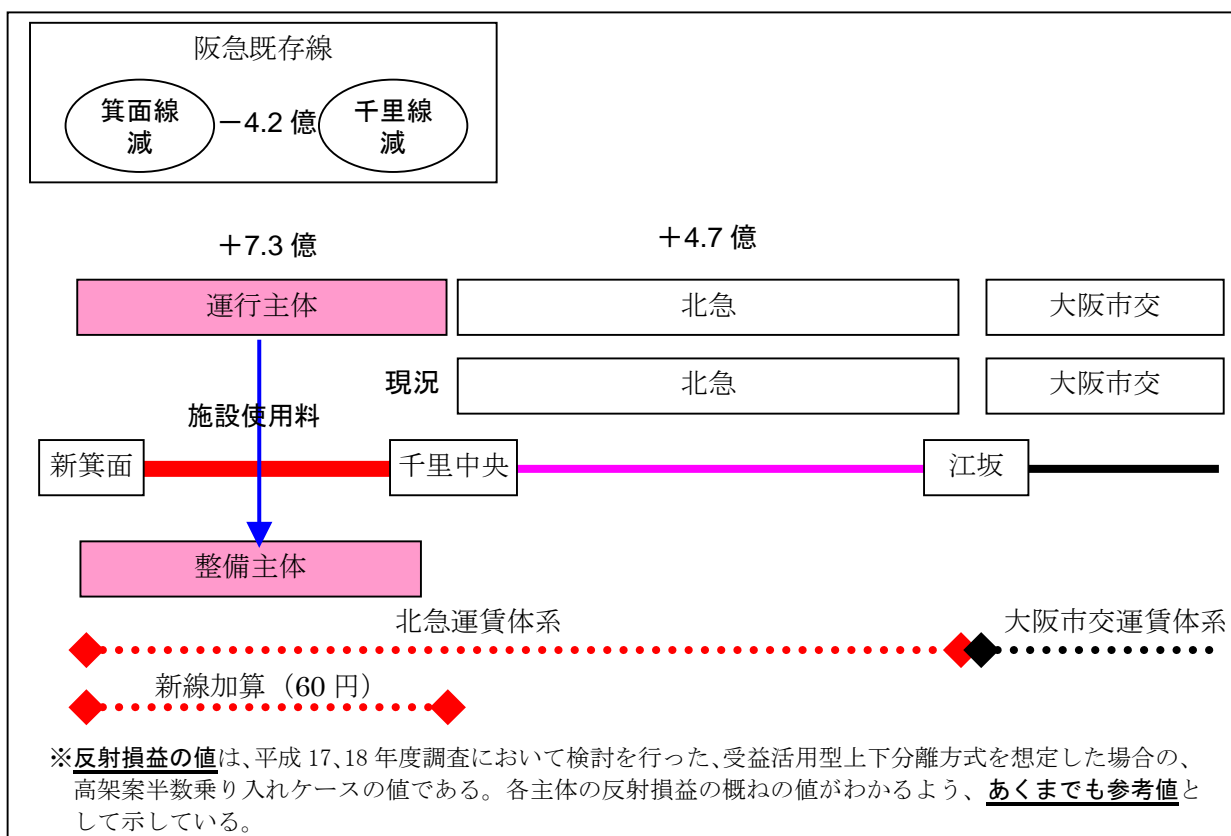 阪急既存線
箕面線
減
－4.2 億
千里線
減
＋7.3 億
＋4.7 億
運行主体
北急
大阪市交
現況
北急
大阪市交
施設使用料
新箕面
千里中央
江坂
整備主体
北急運賃体系
大阪市交運賃体系
新線加算（60 円）
※反射損益の値は、平成 17、18 年度調査において検討を行った、受益活用型上下分離方式を想定した場合の、
高架案半数乗り入れケースの値である。各主体の反射損益の概ねの値がわかるよう、あくまでも参考値と
して示している。